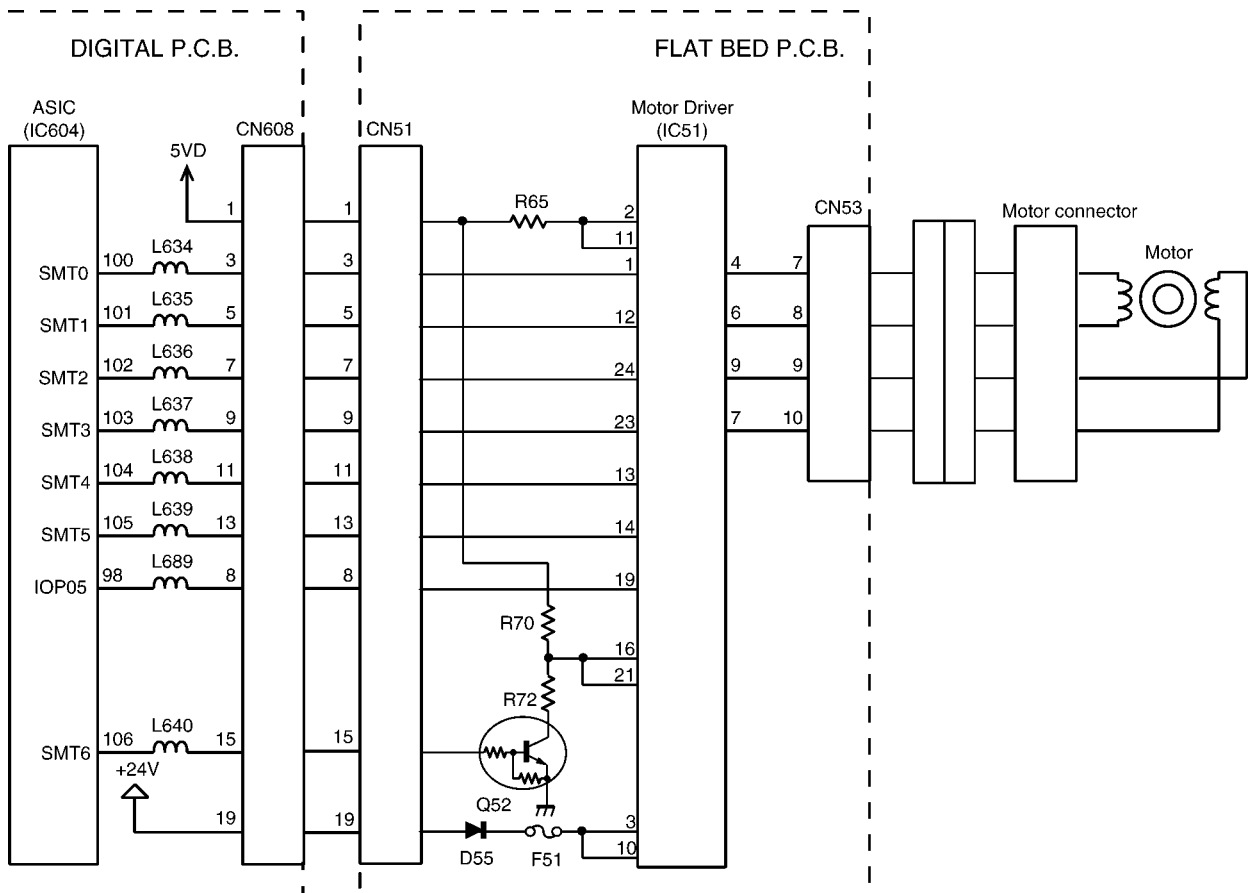 DIGITAL P.C.B. FLAT BED P.C.B.
ASIC
(IC604)
CN608 CN51
Motor Driver
(IC51)
5VD
1 1 R65 2
11
CN53 Motor connector
Motor
SMT0 100 L634 3 3 1 4 7
SMT1 101 L635 5 5 12 6 8
SMT2 102 L636 7 7 24 9 9
SMT3 103 L637 9 9 23 7 10
SMT4 104 L638 11 11 13
SMT5 105 L639 13 13 14
IOP05 98 L689 8 8 19
R70
16
21
R72
SMT6 106 L640 15 15
+24V
Q52
19 19 3
10
D55 F51